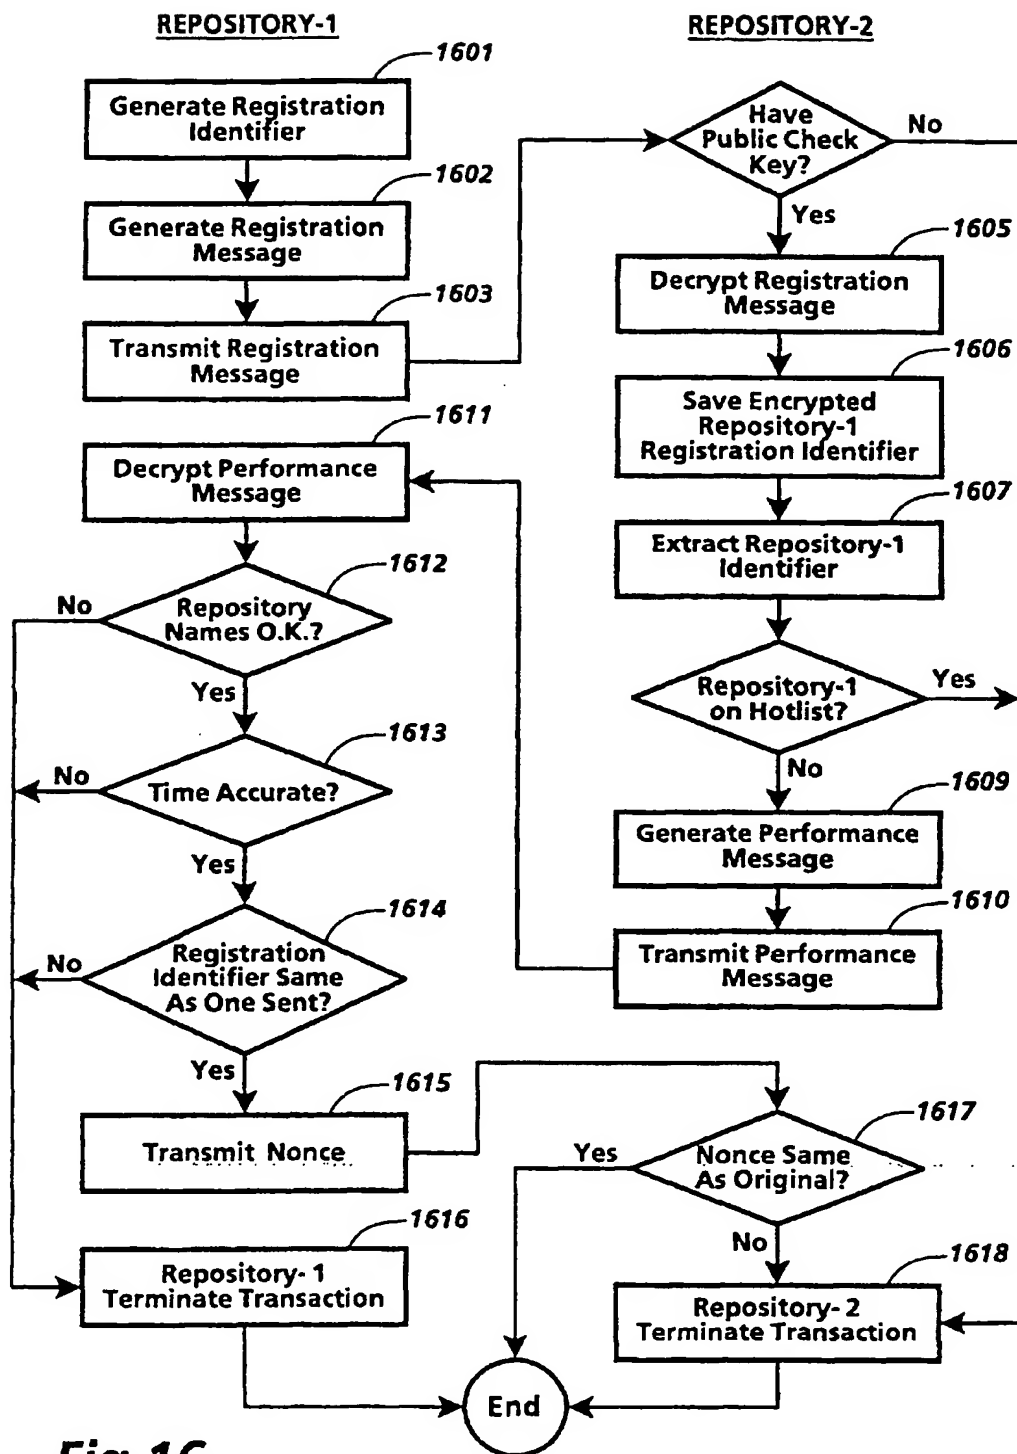 REPOSITORY-1
1601
Generate Registration
Identifier
1602
Generate Registration
Message
1603
Transmit Registration
Message
1611
Decrypt Performance
Message
1612
Repository
Names O.K.?
No
Yes
1613
Time Accurate?
No
Yes
1614
Registration
Identifier Same
As One Sent?
No
Yes
1615
Transmit Nonce
1616
Repository- 1
Terminate Transaction
REPOSITORY-2
Have
Public Check
Key?
No
Yes
1605
Decrypt Registration
Message
1606
Save Encrypted
Repository-1
Registration Identifier
1607
Extract Repository-1
Identifier
Repository-1
on Hotlist?
Yes
No
1609
Generate Performance
Message
1610
Transmit Performance
Message
1617
Nonce Same
As Original?
Yes
No
1618
Repository- 2
Terminate Transaction
End